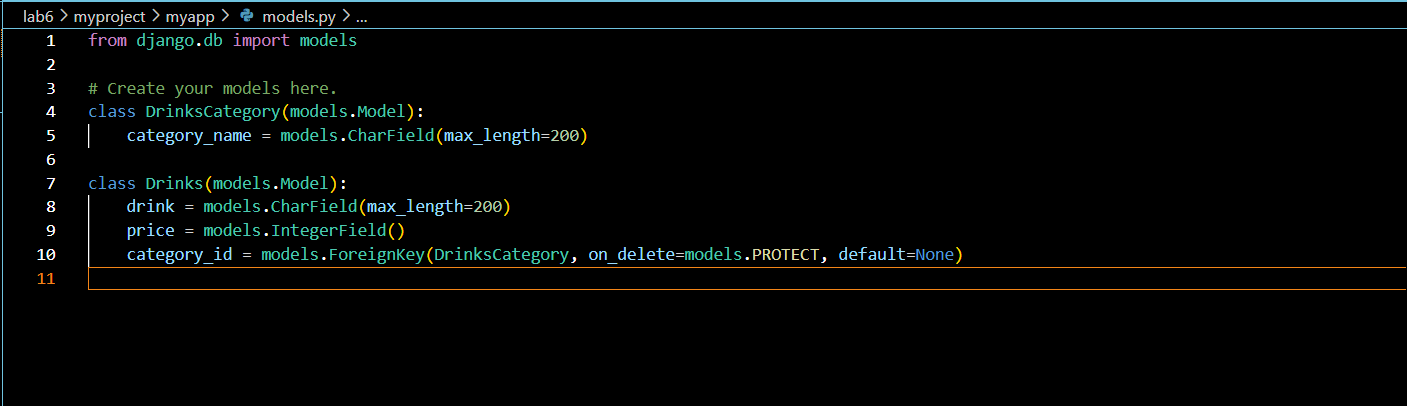 lab6 > myproject > myapp > models.py > ...
1 from django.db import models
2
3 # Create your models here.
4 class DrinksCategory(models.Model):
5     category_name = models.CharField(max_length=200)
6
7 class Drinks(models.Model):
8     drink = models.CharField(max_length=200)
9     price = models.IntegerField()
10     category_id = models.ForeignKey(DrinksCategory, on_delete=models.PROTECT, default=None)
11